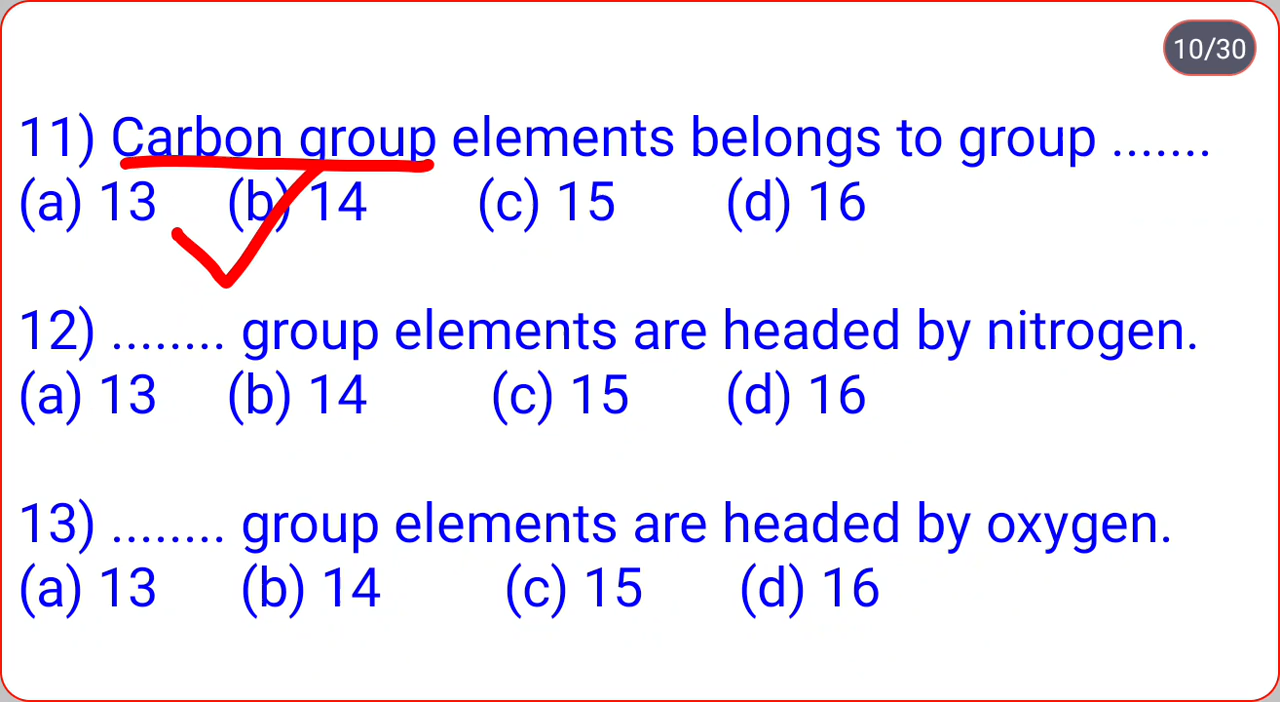 10/30
11) Carbon group elements belongs to group .......
(a) 13 (b) 14 (c) 15 (d) 16
12) ........ group elements are headed by nitrogen.
(a) 13 (b) 14 (c) 15 (d) 16
13) ........ group elements are headed by oxygen.
(a) 13 (b) 14 (c) 15 (d) 16